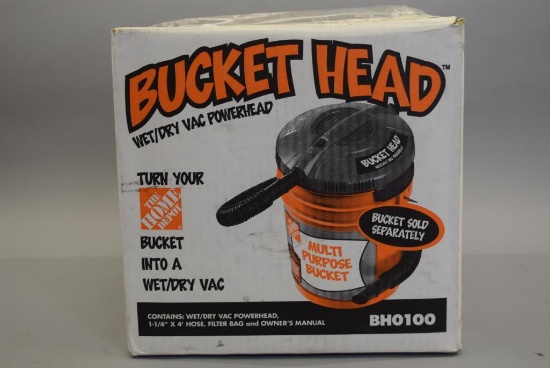 BUCKET HEAD™
WET/DRY VAC POWERHEAD
TURN YOUR
THE
HOME
DEPOT
BUCKET
INTO A
WET/DRY VAC
BUCKET HEAD
BUCKET SOLD
SEPARATELY
MULTI
PURPOSE
BUCKET
CONTAINS: WET/DRY VAC POWERHEAD,
1-1/4" X 4' HOSE, FILTER BAG and OWNER'S MANUAL
BH0100